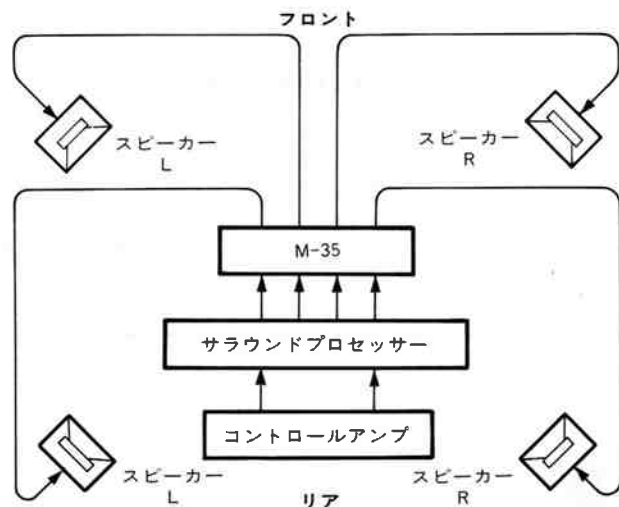 フロント
スピーカー
L
スピーカー
R
M-35
サラウンドプロセッサー
コントロールアンプ
スピーカー
L
スピーカー
R
リア